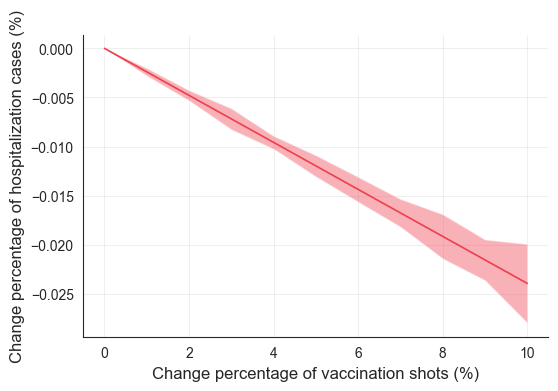 Change percentage of hospitalization cases (%)
0.000
−0.005
−0.010
−0.015
−0.020
−0.025
0 2 4 6 8 10
Change percentage of vaccination shots (%)